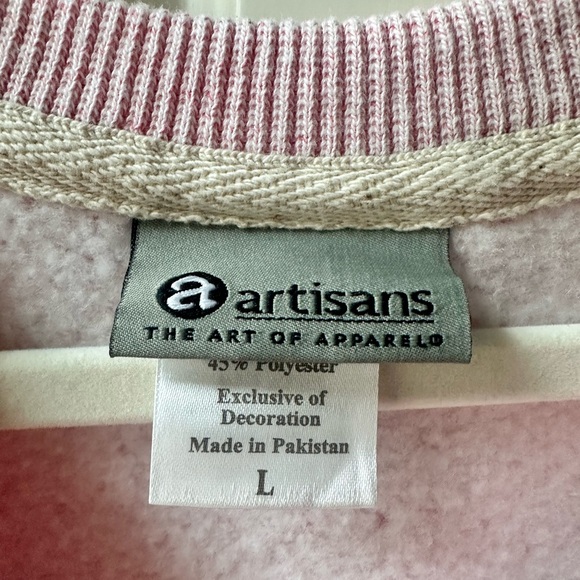 a artisans
THE ART OF APPAREL®
45% Polyester
Exclusive of
Decoration
Made in Pakistan
L